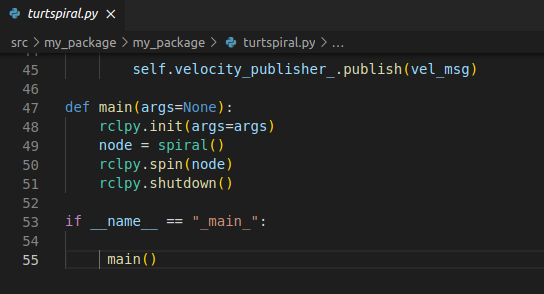 turtspiral.py ×
src > my_package > my_package > turtspiral.py > ...
45 self.velocity_publisher_.publish(vel_msg)
46
47 def main(args=None):
48 rclpy.init(args=args)
49 node = spiral()
50 rclpy.spin(node)
51 rclpy.shutdown()
52
53 if __name__ == "_main_":
54
55 main()